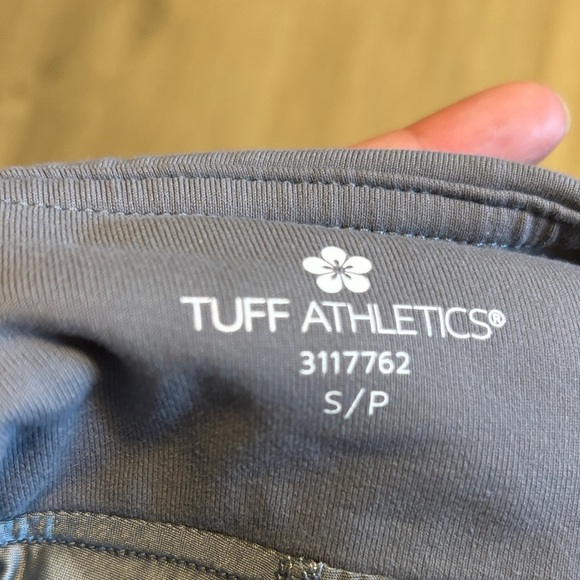 TUFF ATHLETICS®
3117762
S/P